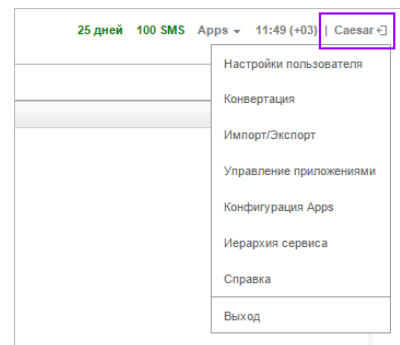 25 дней 100 SMS Apps 11:49 (+03) | Caesar
Настройки пользователя
Конвертация
Импорт/Экспорт
Управление приложениями
Конфигурация Apps
Иерархия сервиса
Справка
Выход